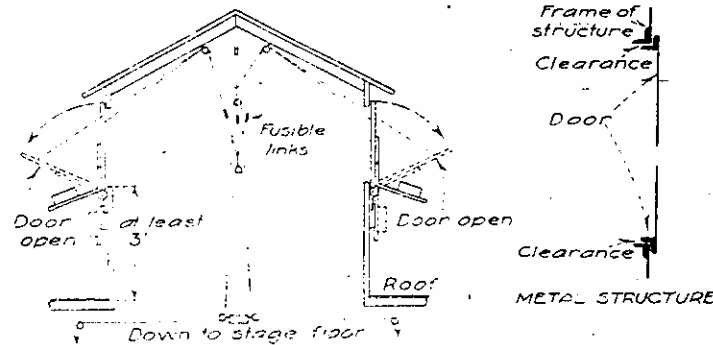 Fusible
links
Door
open
at least
3'
Door open
Roof
Down to stage floor
Frame of
structure
Clearance
Door
Clearance
METAL STRUCTURE